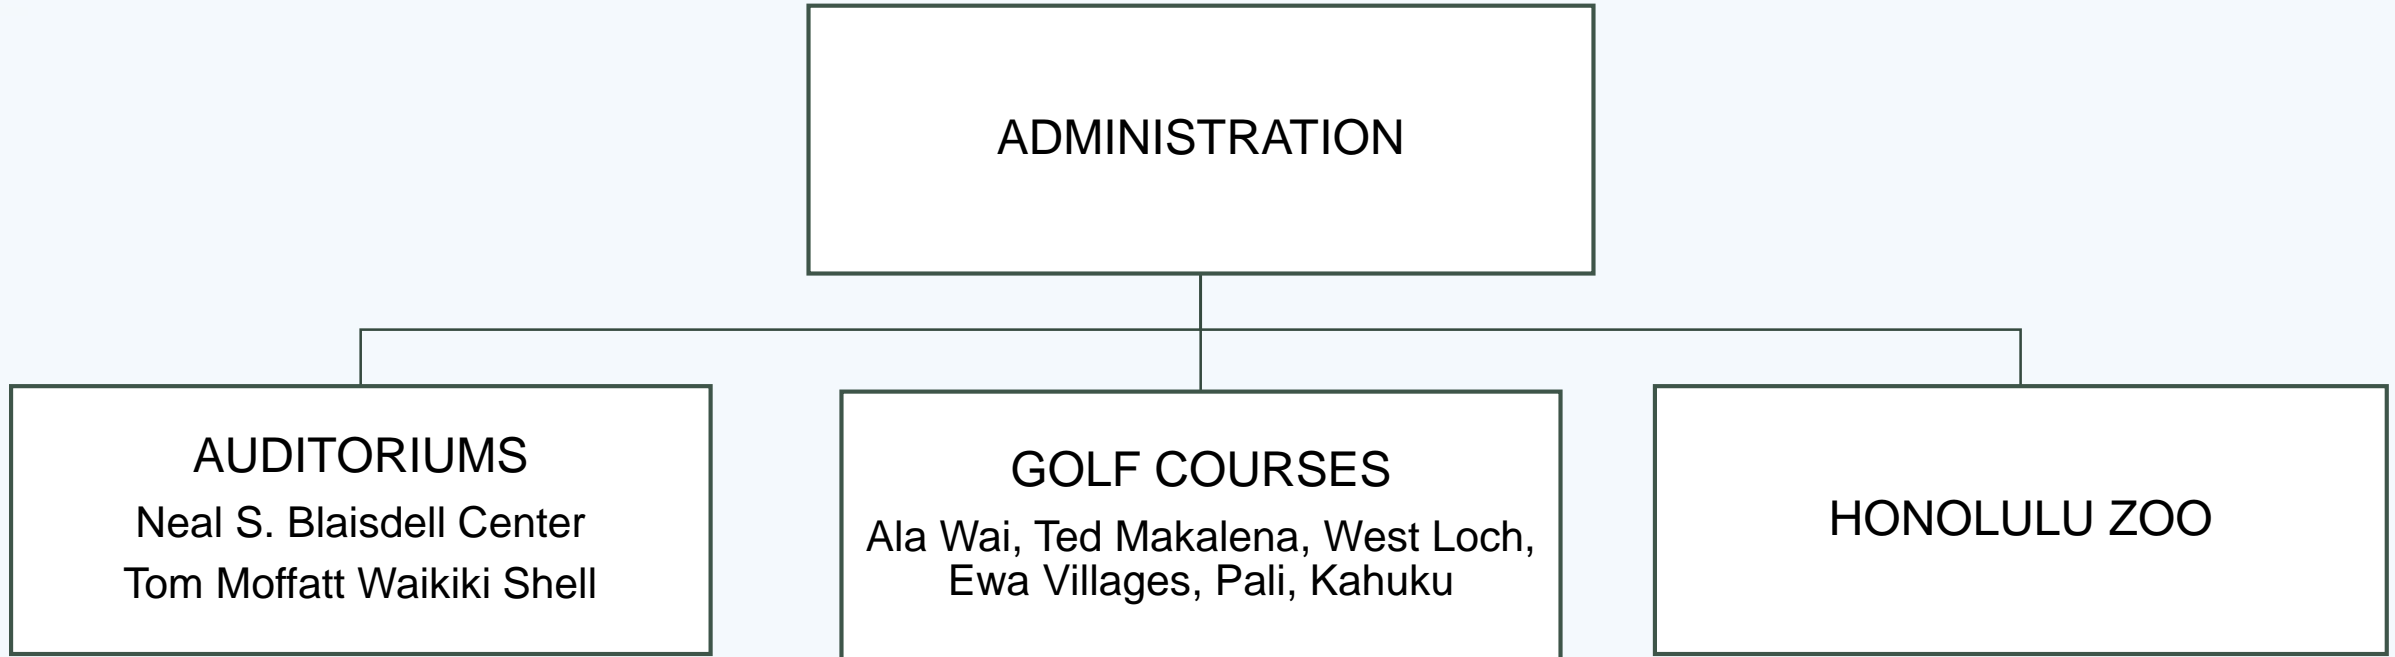 ADMINISTRATION
AUDITORIUMS
Neal S. Blaisdell Center
Tom Moffatt Waikiki Shell
GOLF COURSES
Ala Wai, Ted Makalena, West Loch,
Ewa Villages, Pali, Kahuku
HONOLULU ZOO